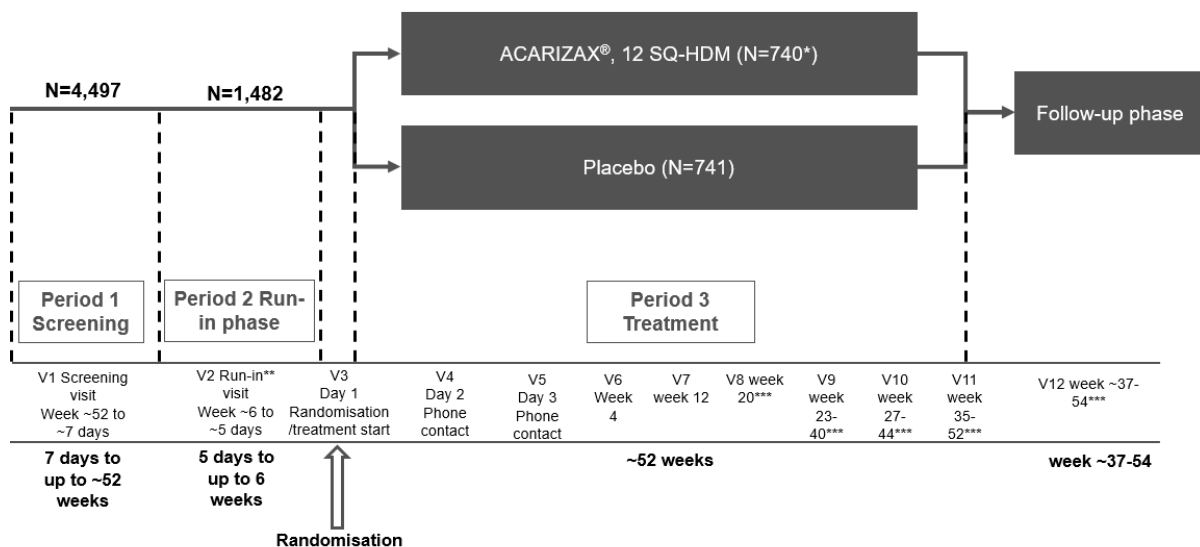 ACARIZAX®, 12 SQ-HDM (N=740*)
N=4,497
N=1,482
Follow-up phase
Placebo (N=741)
Period 1
Screening
Period 2 Run-
in phase
Period 3
Treatment
V1 Screening
visit
Week ~52 to
~7 days
V2 Run-in**
visit
Week ~6 to
~5 days
V3
Day 1
Randomisation
/treatment start
V4
Day 2
Phone
contact
V5
Day 3
Phone
contact
V6
Week
4
V7
week 12
V8 week
20***
V9
week
23-
40***
V10
week
27-
44***
V11
week
35-
52***
V12 week ~37-
54***
7 days to
up to ~52
weeks
5 days to
up to 6
weeks
~52 weeks
week ~37-54
Randomisation